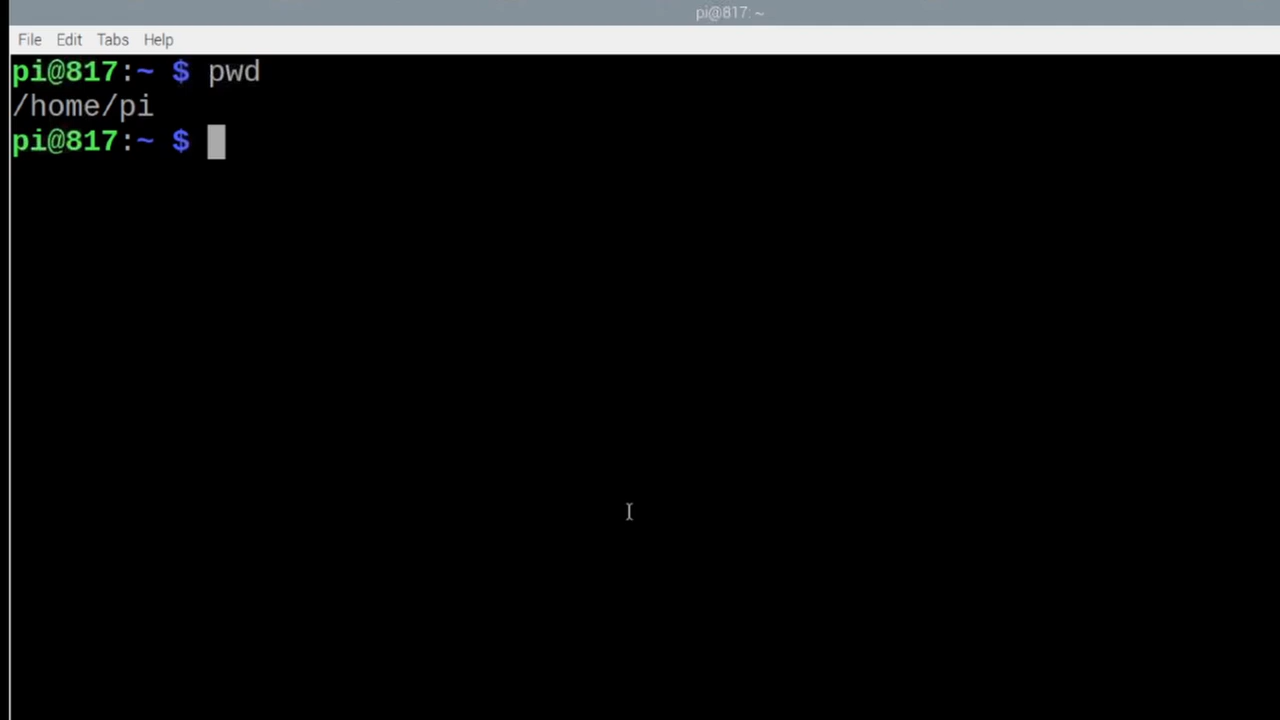 pi@817: ~
File Edit Tabs Help
pi@817:~ $ pwd
/home/pi
pi@817:~ $